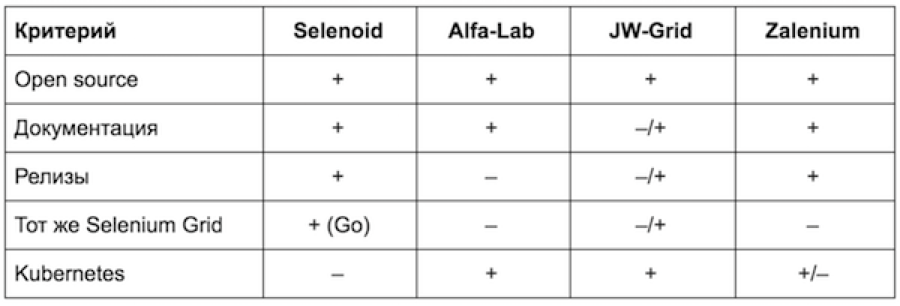 Критерий Selenoid Alfa-Lab JW-Grid Zalenium
Open source + + + +
Документация + + –/+ +
Релизы + – –/+ +
Тот же Selenium Grid + (Go) – –/+ –
Kubernetes – + + +/–